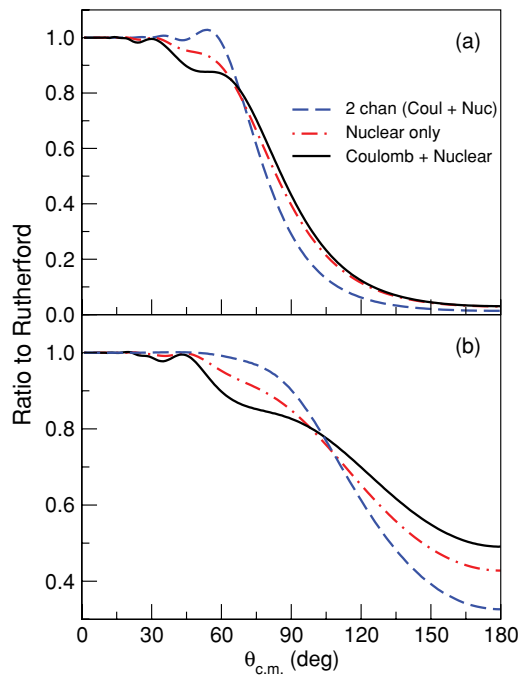 1.0
(a)
0.8
2 chan (Coul + Nuc)
Nuclear only
0.6
Coulomb + Nuclear
0.4
0.2
0.0
Ratio to Rutherford
1.0
(b)
0.8
0.6
0.4
0 30 60 90 120 150 180
θc.m. (deg)